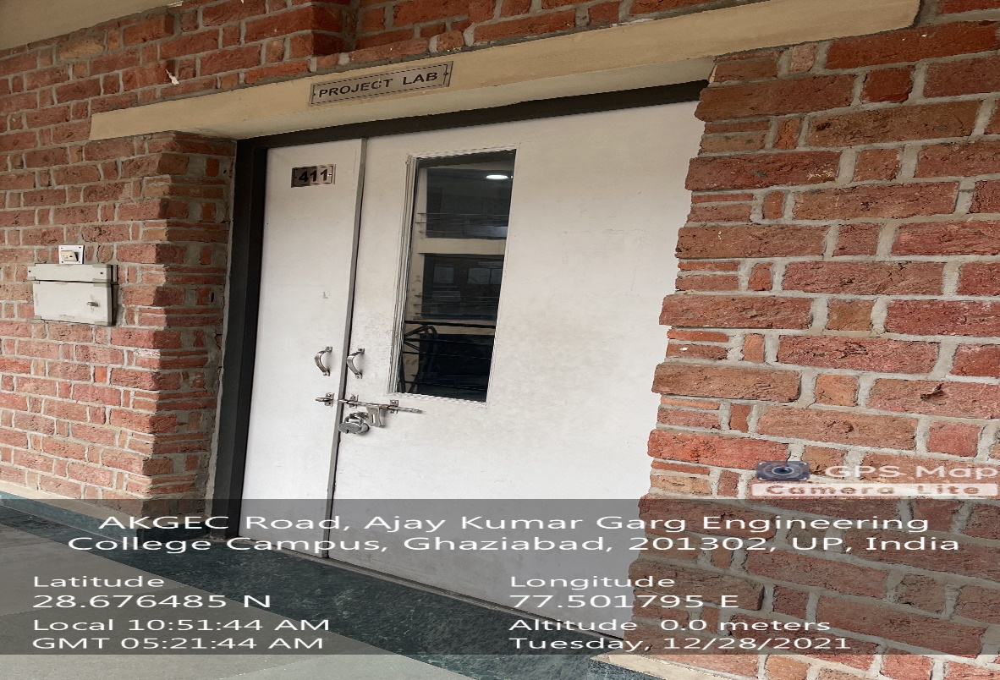 PROJECT LAB
411
GPS Map
Camera Lite
AKGEC Road, Ajay Kumar Garg Engineering
College Campus, Ghaziabad, 201302, UP, India
Latitude
28.676485 N
Local 10:51:44 AM
GMT 05:21:44 AM
Longitude
77.501795 E
Altitude 0.0 meters
Tuesday, 12/28/2021